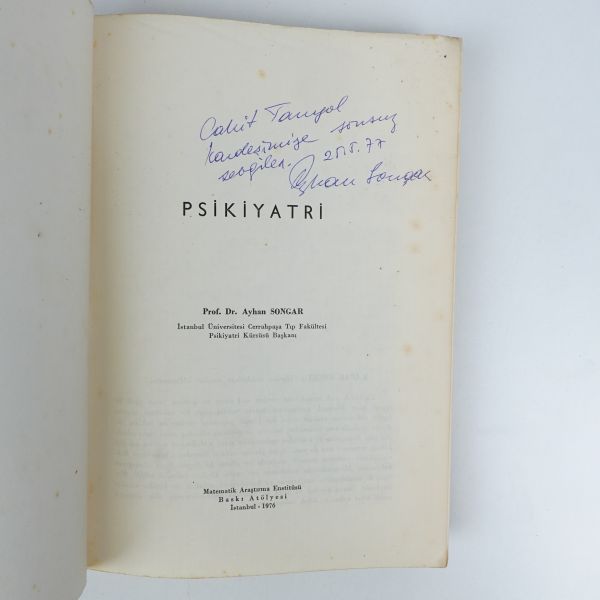 Cahit Tanyol
Kardeşimize sonsuz
sevgiler. 25.5.77
Ayhan Songar
PSİKİYATRİ
Prof. Dr. Ayhan SONGAR
İstanbul Üniversitesi Cerrahpaşa Tıp Fakültesi
Psikiyatri Kürsüsü Başkanı
Matematik Araştırma Enstitüsü
Baskı Atölyesi
İstanbul - 1976